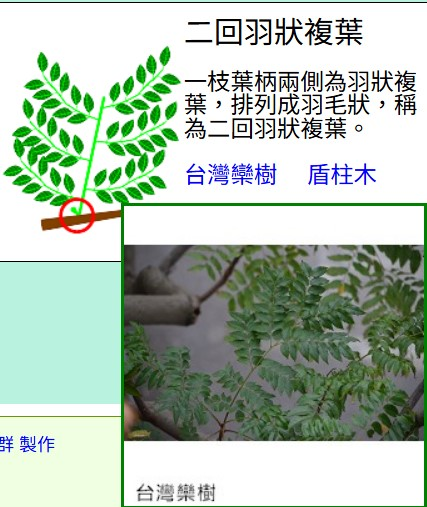 二回羽狀複葉
一枝葉柄兩側為羽狀複
葉，排列成羽毛狀，稱
為二回羽狀複葉。
台灣欒樹 盾柱木
群 製作
台灣欒樹